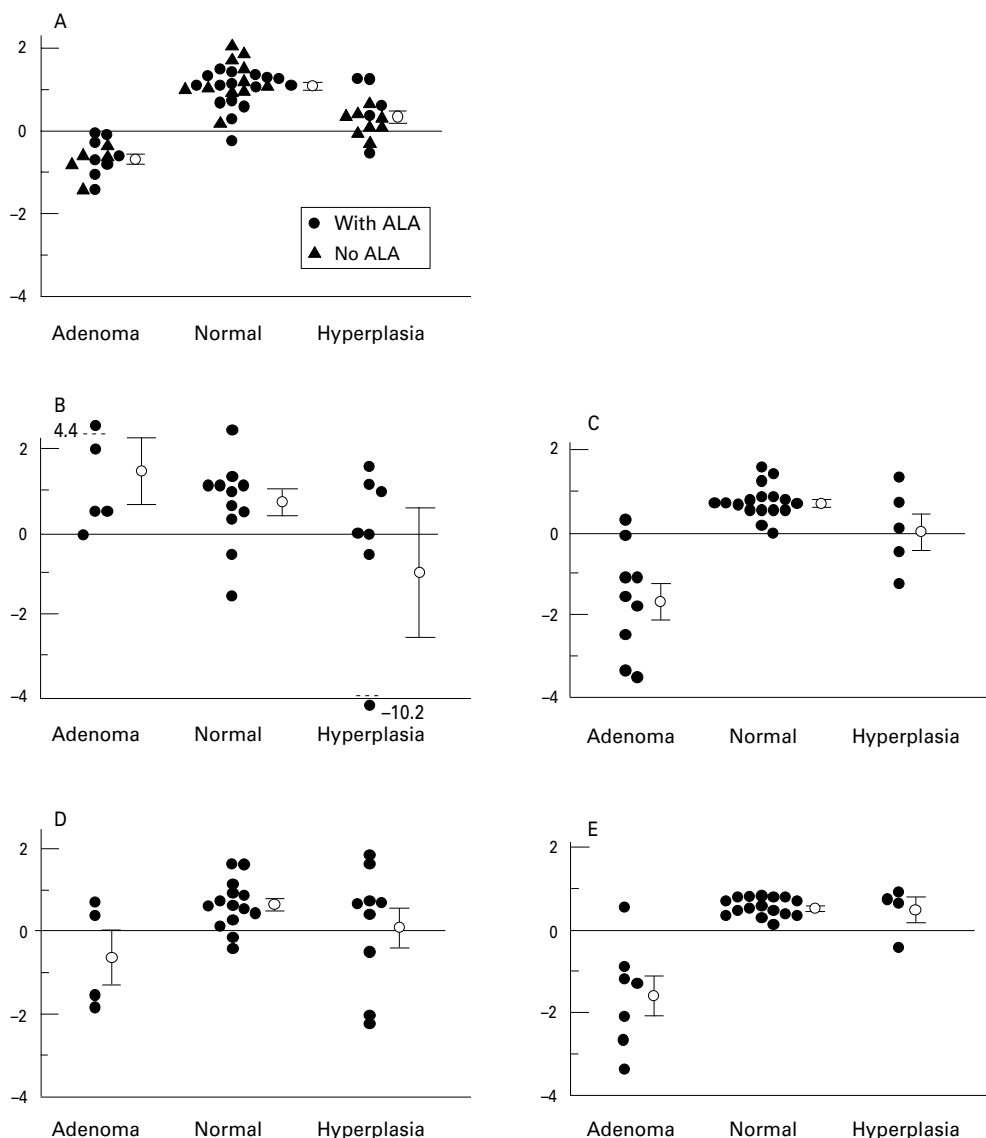 A
2
0
–2
–4
With ALA
No ALA
Adenoma Normal Hyperplasia
B
4.4
2
0
–2
–4
–10.2
Adenoma Normal Hyperplasia
C
2
0
–2
–4
Adenoma Normal Hyperplasia
D
2
0
–2
–4
Adenoma Normal Hyperplasia
E
2
0
–2
–4
Adenoma Normal Hyperplasia